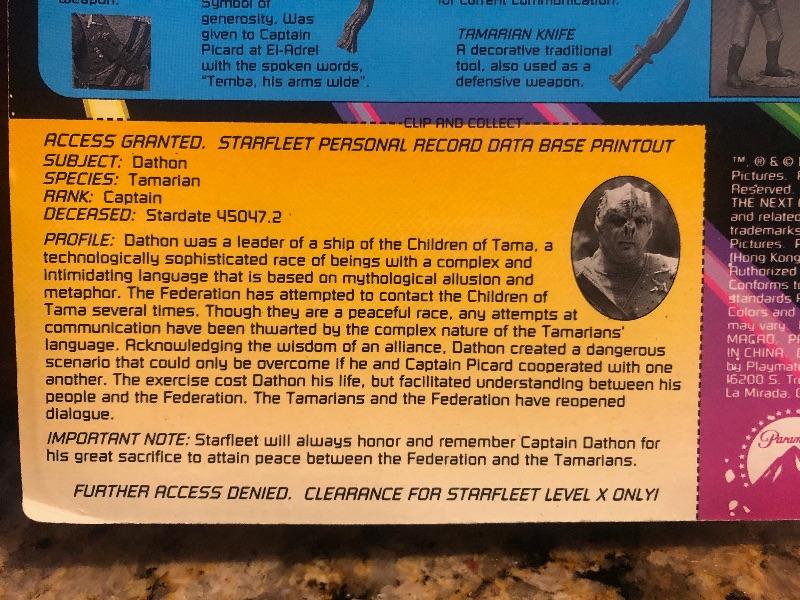 weapon.
Symbol of
generosity. Was
given to Captain
Picard at El-Adrel
with the spoken words,
"Temba, his arms wide".
for current communication.
TAMARIAN KNIFE
A decorative traditional
tool, also used as a
defensive weapon.
CLIP AND COLLECT
ACCESS GRANTED. STARFLEET PERSONAL RECORD DATA BASE PRINTOUT
SUBJECT: Dathon
SPECIES: Tamarian
RANK: Captain
DECEASED: Stardate 45047.2
PROFILE: Dathon was a leader of a ship of the Children of Tama, a
technologically sophisticated race of beings with a complex and
intimidating language that is based on mythological allusion and
metaphor. The Federation has attempted to contact the Children of
Tama several times. Though they are a peaceful race, any attempts at
communication have been thwarted by the complex nature of the Tamarians'
language. Acknowledging the wisdom of an alliance, Dathon created a dangerous
scenario that could only be overcome if he and Captain Picard cooperated with one
another. The exercise cost Dathon his life, but facilitated understanding between his
people and the Federation. The Tamarians and the Federation have reopened
dialogue.
IMPORTANT NOTE: Starfleet will always honor and remember Captain Dathon for
his great sacrifice to attain peace between the Federation and the Tamarians.
FURTHER ACCESS DENIED. CLEARANCE FOR STARFLEET LEVEL X ONLY!
™, ® & ©
Pictures.
Reserved.
THE NEXT
and related
trademarks
Pictures.
(Hong Kong
Authorized
Conforms
standards
Colors and
may vary.
MACAO.
IN CHINA.
by Playmate
16200 S.
La Mirada,